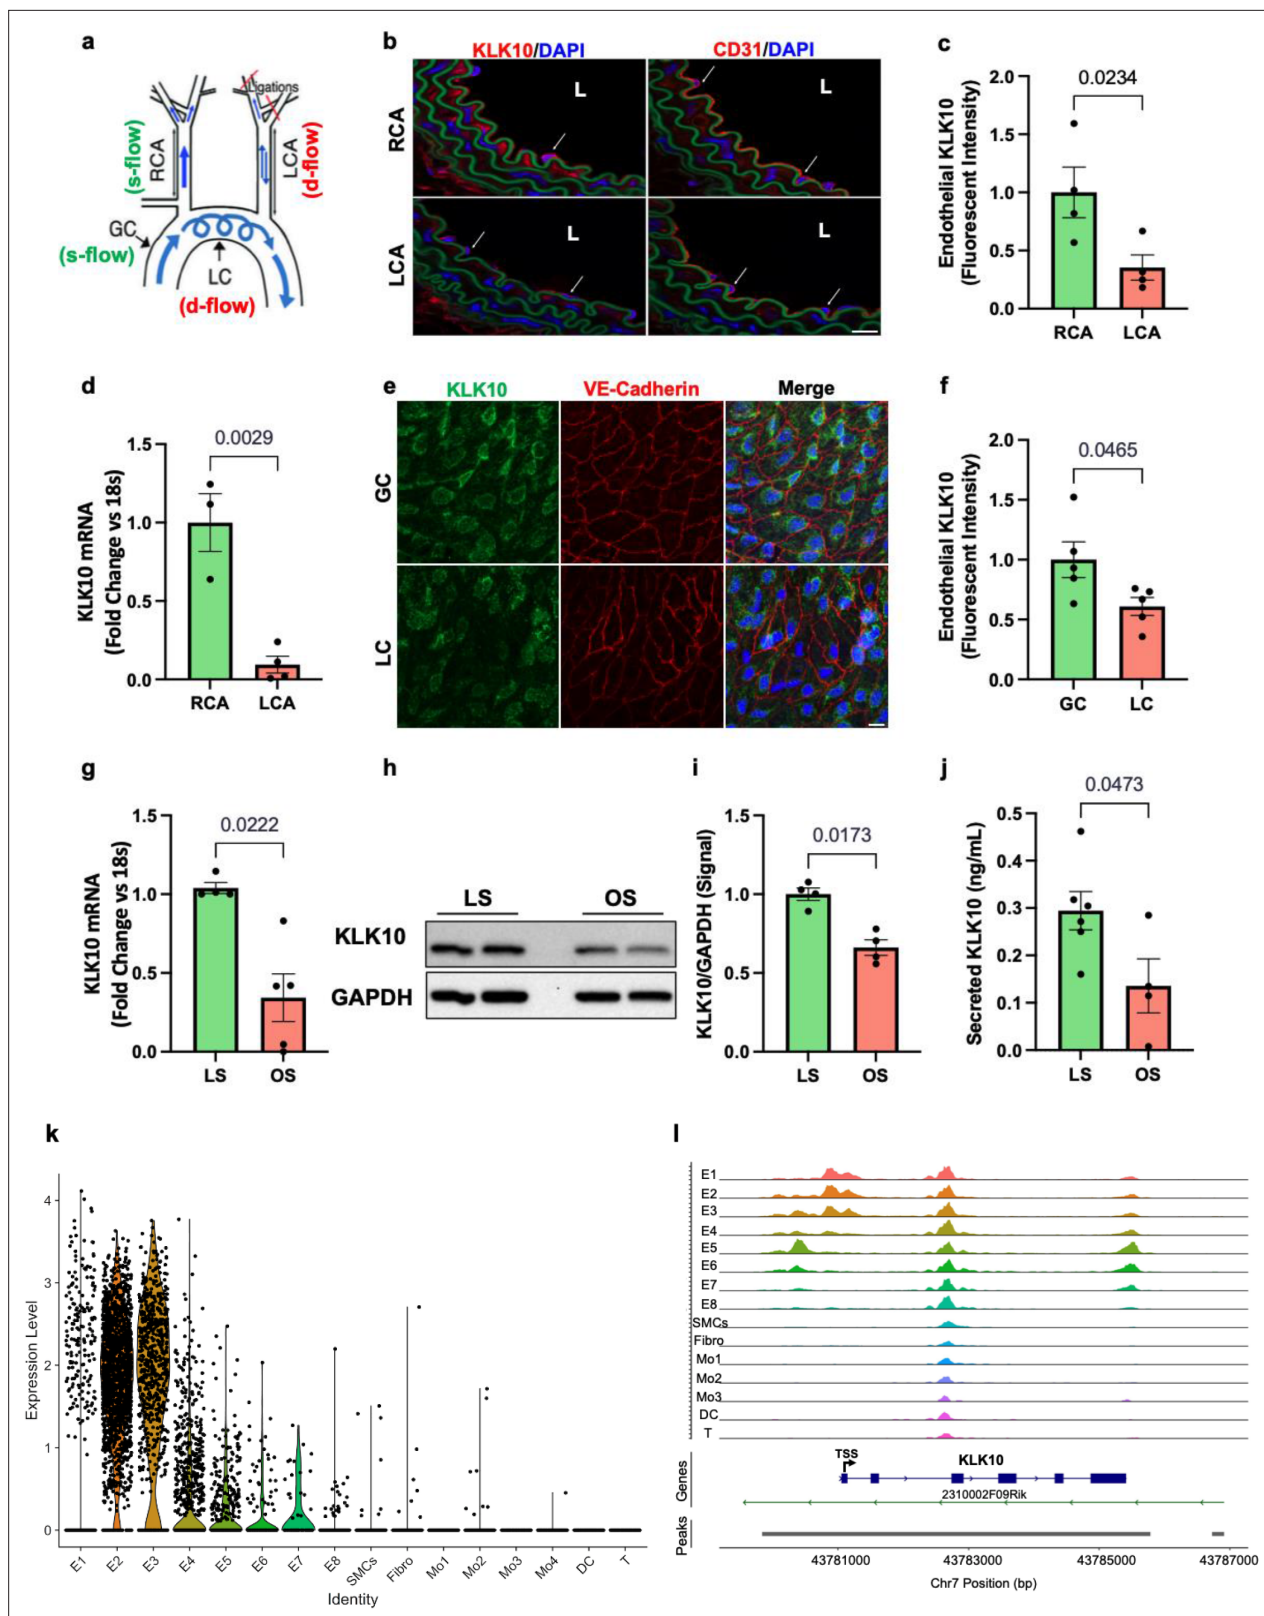 a
Ligations
(s-flow)
RCA
LCA
(d-flow)
GC
(s-flow)
LC
(d-flow)
b
KLK10/DAPI
CD31/DAPI
RCA
L
L
LCA
L
L
c
Endothelial KLK10
(Fluorescent Intensity)
0.0234
2.0
1.5
1.0
0.5
0.0
RCA LCA
d
KLK10 mRNA
(Fold Change vs 18s)
0.0029
1.5
1.0
0.5
0.0
RCA LCA
e
KLK10
VE-Cadherin
Merge
GC
LC
f
Endothelial KLK10
(Fluorescent Intensity)
0.0465
2.0
1.5
1.0
0.5
0.0
GC LC
g
KLK10 mRNA
(Fold Change vs 18s)
0.0222
1.5
1.0
0.5
0.0
LS OS
h
LS OS
KLK10
GAPDH
i
KLK10/GAPDH (Signal)
0.0173
1.5
1.0
0.5
0.0
LS OS
j
Secreted KLK10 (ng/mL)
0.0473
0.5
0.4
0.3
0.2
0.1
0.0
LS OS
k
Expression Level
4
3
2
1
0
E1 E2 E3 E4 E5 E6 E7 E8 SMCs Fibro Mo1 Mo2 Mo3 Mo4 DC T
Identity
l
E1
E2
E3
E4
E5
E6
E7
E8
SMCs
Fibro
Mo1
Mo2
Mo3
DC
T
Genes
TSS
KLK10
2310002F09Rik
Peaks
43781000 43783000 43785000 43787000
Chr7 Position (bp)